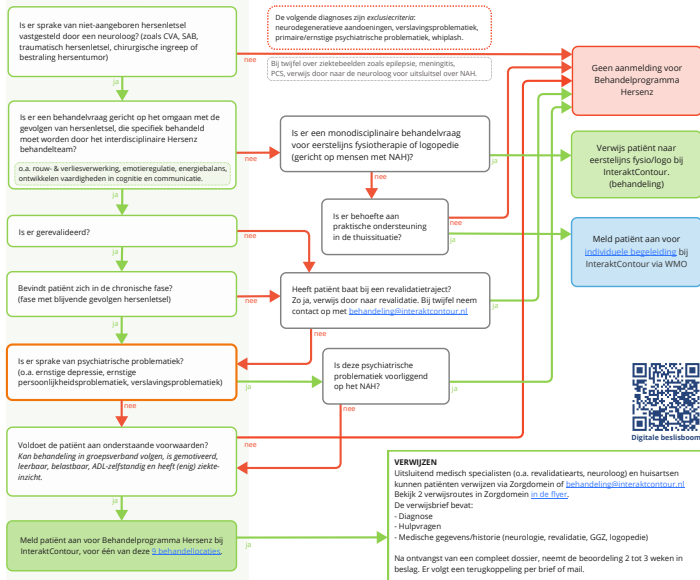 Is er sprake van niet-aangeboren hersenletsel
vastgesteld door een neuroloog? (zoals CVA, SAB,
traumatisch hersenletsel, chirurgische ingreep of
bestraling hersentumor)
nee
ja
De volgende diagnoses zijn exclusiecriteria:
neurodegeneratieve aandoeningen, verslavingsproblematiek,
primaire/ernstige psychiatrische problematiek, whiplash.
Bij twijfel over ziektebeelden zoals epilepsie, meningitis,
PCS, verwijs door naar de neuroloog voor uitsluitsel over NAH.
Geen aanmelding voor
Behandelprogramma
Hersenz
Is er een behandelvraag gericht op het omgaan met de
gevolgen van hersenletsel, die specifiek behandeld
moet worden door het interdisciplinaire Hersenz
behandelteam?
o.a. rouw- & verliesverwerking, emotieregulatie, energiebalans,
ontwikkelen vaardigheden in cognitie en communicatie.
nee
ja
Is er een monodisciplinaire behandelvraag
voor eerstelijns fysiotherapie of logopedie
(gericht op mensen met NAH)?
ja
nee
Verwijs patiënt naar
eerstelijns fysio/logo bij
InteraktContour.
(behandeling)
Is er behoefte aan
praktische ondersteuning
in de thuissituatie?
nee
ja
Meld patiënt aan voor
individuele begeleiding bij
InteraktContour via WMO
Is er gerevalideerd?
nee
ja
Bevindt patiënt zich in de chronische fase?
(fase met blijvende gevolgen hersenletsel)
nee
ja
Heeft patiënt baat bij een revalidatietraject?
Zo ja, verwijs door naar revalidatie. Bij twijfel neem
contact op met behandeling@interaktcontour.nl
ja
nee
Is er sprake van psychiatrische problematiek?
(o.a. ernstige depressie, ernstige
persoonlijkheidsproblematiek, verslavingsproblematiek)
ja
nee
Is deze psychiatrische
problematiek voorliggend
op het NAH?
ja
nee
Digitale beslisboom
Voldoet de patiënt aan onderstaande voorwaarden?
Kan behandeling in groepsverband volgen, is gemotiveerd,
leerbaar, belastbaar, ADL-zelfstandig en heeft (enig) ziekte-
inzicht.
nee
ja
Meld patiënt aan voor Behandelprogramma Hersenz bij
InteraktContour, voor één van deze 9 behandellocaties.
ja
VERWIJZEN
Uitsluitend medisch specialisten (o.a. revalidatiearts, neuroloog) en huisartsen
kunnen patiënten verwijzen via Zorgdomein of behandeling@interaktcontour.nl
Bekijk 2 verwijsroutes in Zorgdomein in de flyer.
De verwijsbrief bevat:
- Diagnose
- Hulpvragen
- Medische gegevens/historie (neurologie, revalidatie, GGZ, logopedie)
Na ontvangst van een compleet dossier, neemt de beoordeling 2 tot 3 weken in
beslag. Er volgt een terugkoppeling per brief of mail.